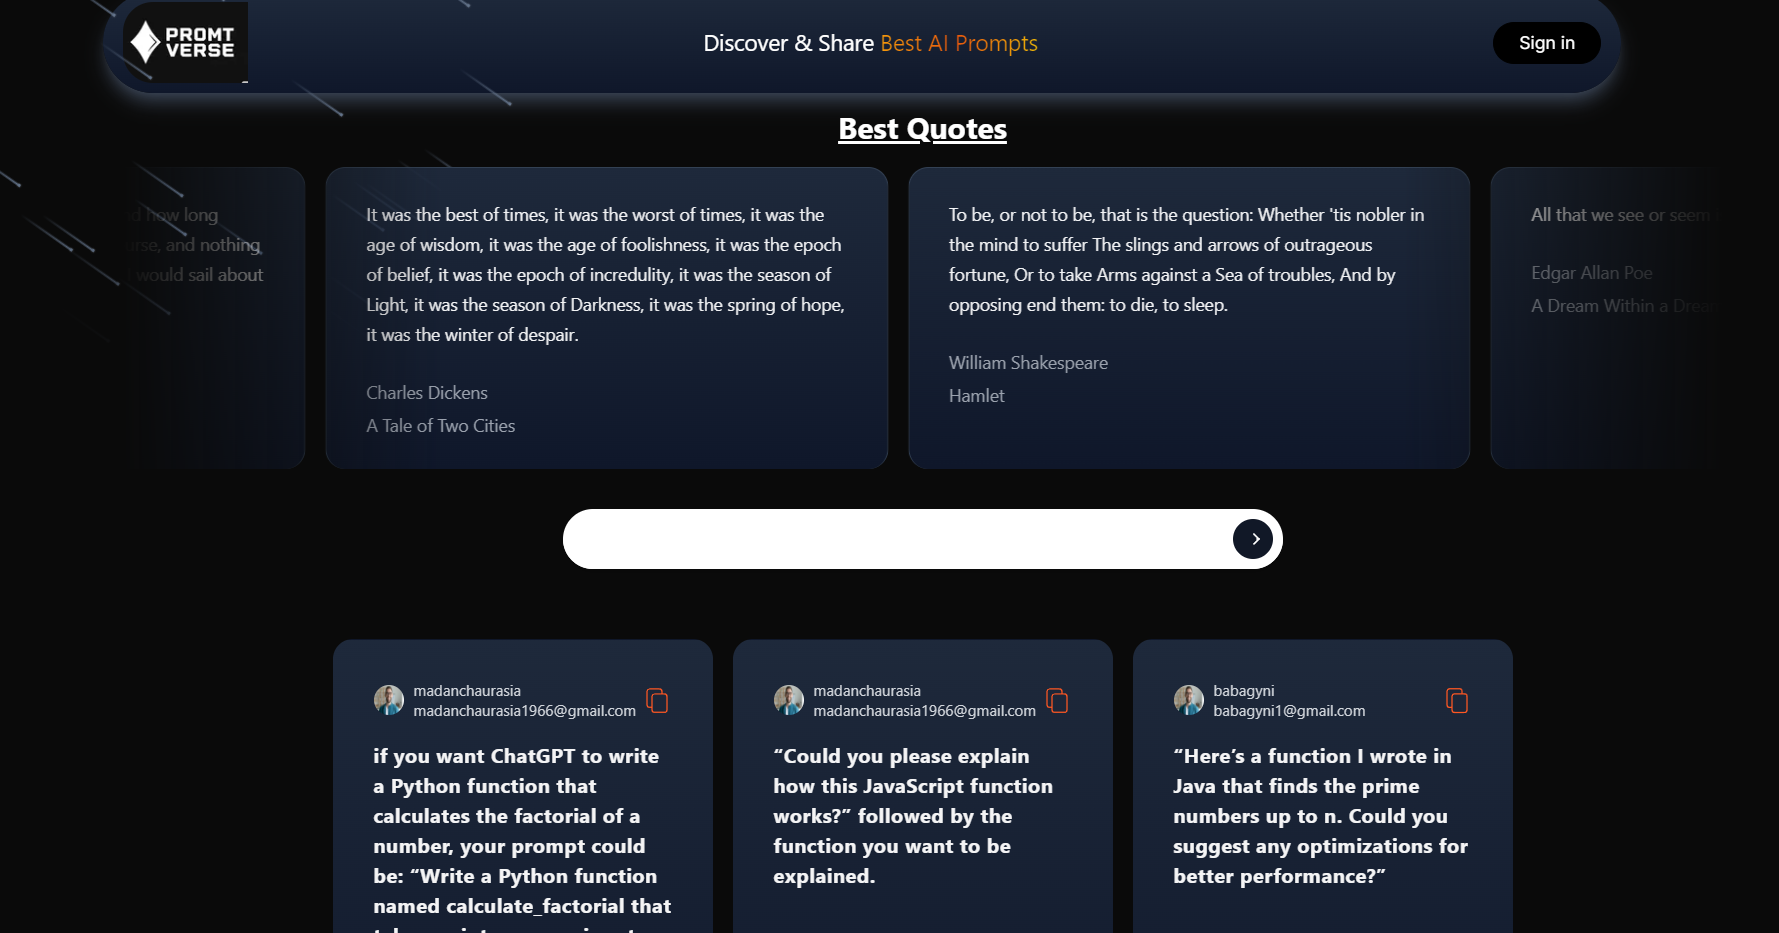 PROMT
VERSE
Discover & Share Best AI Prompts
Sign in
Best Quotes
how long
and nothing
would sail about
It was the best of times, it was the worst of times, it was the
age of wisdom, it was the age of foolishness, it was the epoch
of belief, it was the epoch of incredulity, it was the season of
Light, it was the season of Darkness, it was the spring of hope,
it was the winter of despair.
Charles Dickens
A Tale of Two Cities
To be, or not to be, that is the question: Whether 'tis nobler in
the mind to suffer The slings and arrows of outrageous
fortune, Or to take Arms against a Sea of troubles, And by
opposing end them: to die, to sleep.
William Shakespeare
Hamlet
All that we see or seem
Edgar Allan Poe
A Dream Within a Dream
madanchaurasia
madanchaurasia1966@gmail.com
if you want ChatGPT to write
a Python function that
calculates the factorial of a
number, your prompt could
be: “Write a Python function
named calculate_factorial that
madanchaurasia
madanchaurasia1966@gmail.com
“Could you please explain
how this JavaScript function
works?” followed by the
function you want to be
explained.
babagyni
babagyni1@gmail.com
“Here’s a function I wrote in
Java that finds the prime
numbers up to n. Could you
suggest any optimizations for
better performance?”